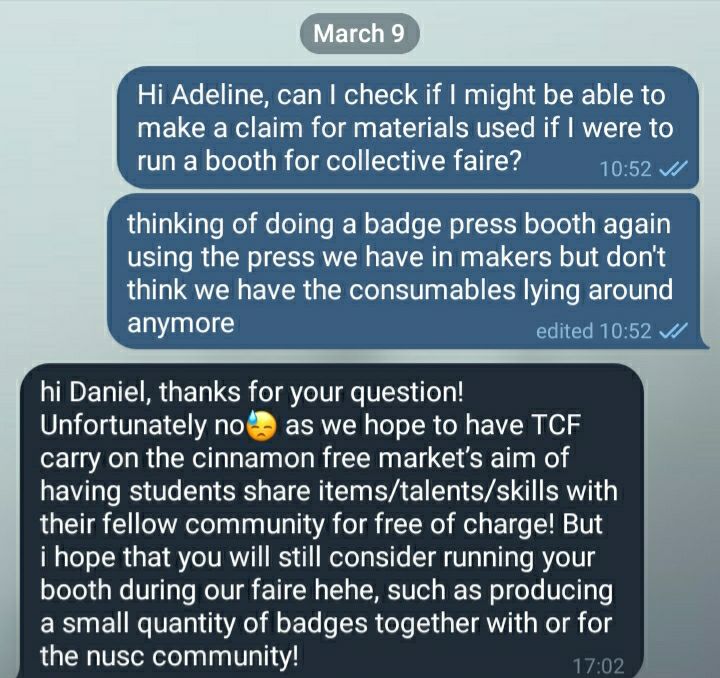 March 9
Hi Adeline, can I check if I might be able to
make a claim for materials used if I were to
run a booth for collective faire?
10:52
thinking of doing a badge press booth again
using the press we have in makers but don't
think we have the consumables lying around
anymore
edited 10:52
hi Daniel, thanks for your question!
Unfortunately no😓 as we hope to have TCF
carry on the cinnamon free market's aim of
having students share items/talents/skills with
their fellow community for free of charge! But
i hope that you will still consider running your
booth during our faire hehe, such as producing
a small quantity of badges together with or for
the nusc community!
17:02